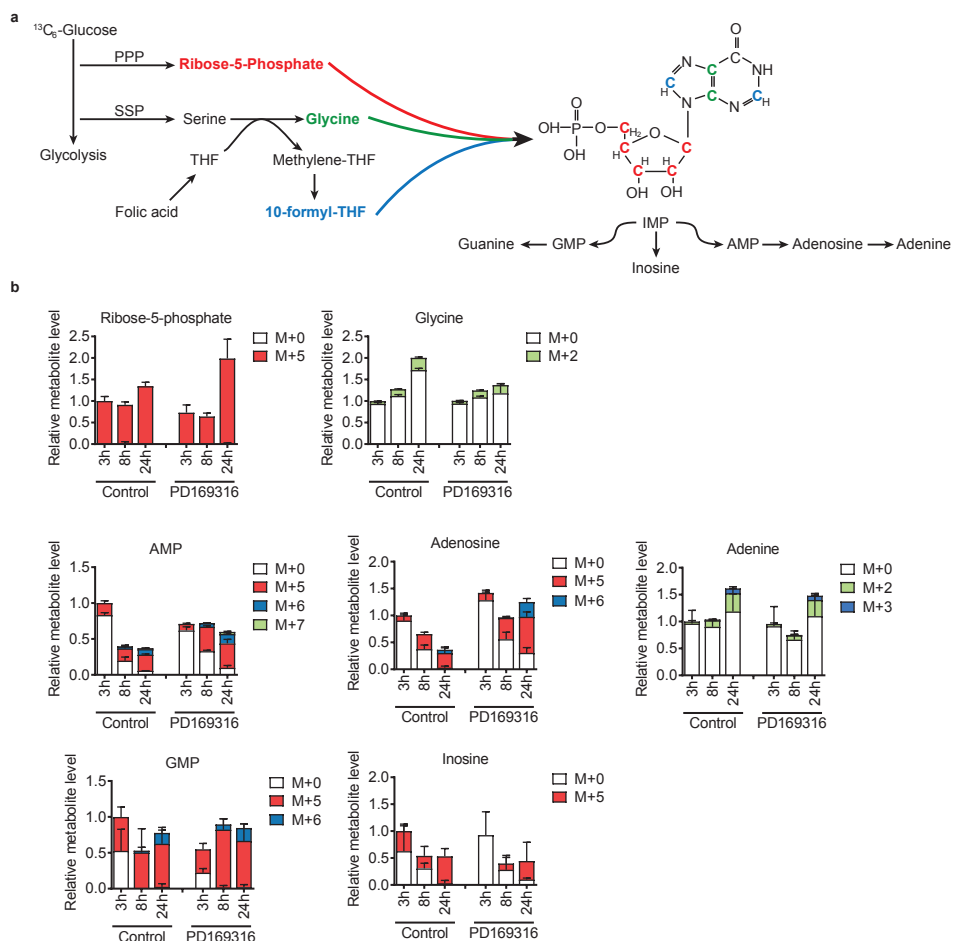 a
¹³C₆-Glucose
PPP
Ribose-5-Phosphate
SSP
Serine
Glycine
Glycolysis
THF
Methylene-THF
Folic acid
10-formyl-THF
O
N
C
NH
C
H
C
C
C
H
N
N
O
OH-P-O
C
H₂
O
OH
H
C
C
H
C
C
H
OH
OH
IMP
Guanine
GMP
AMP
Adenosine
Adenine
Inosine
b
Ribose-5-phosphate
Relative metabolite level
2.5
2.0
1.5
1.0
0.5
0.0
3h
8h
24h
3h
8h
24h
Control
PD169316
M+0
M+5
Glycine
Relative metabolite level
2.5
2.0
1.5
1.0
0.5
0.0
3h
8h
24h
3h
8h
24h
Control
PD169316
M+0
M+2
AMP
Relative metabolite level
1.5
1.0
0.5
0.0
3h
8h
24h
3h
8h
24h
Control
PD169316
M+0
M+5
M+6
M+7
Adenosine
Relative metabolite level
2.0
1.5
1.0
0.5
0.0
3h
8h
24h
3h
8h
24h
Control
PD169316
M+0
M+5
M+6
Adenine
Relative metabolite level
2.0
1.5
1.0
0.5
0.0
3h
8h
24h
3h
8h
24h
Control
PD169316
M+0
M+2
M+3
GMP
Relative metabolite level
1.5
1.0
0.5
0.0
3h
8h
24h
3h
8h
24h
Control
PD169316
M+0
M+5
M+6
Inosine
Relative metabolite level
2.0
1.5
1.0
0.5
0.0
3h
8h
24h
3h
8h
24h
Control
PD169316
M+0
M+5